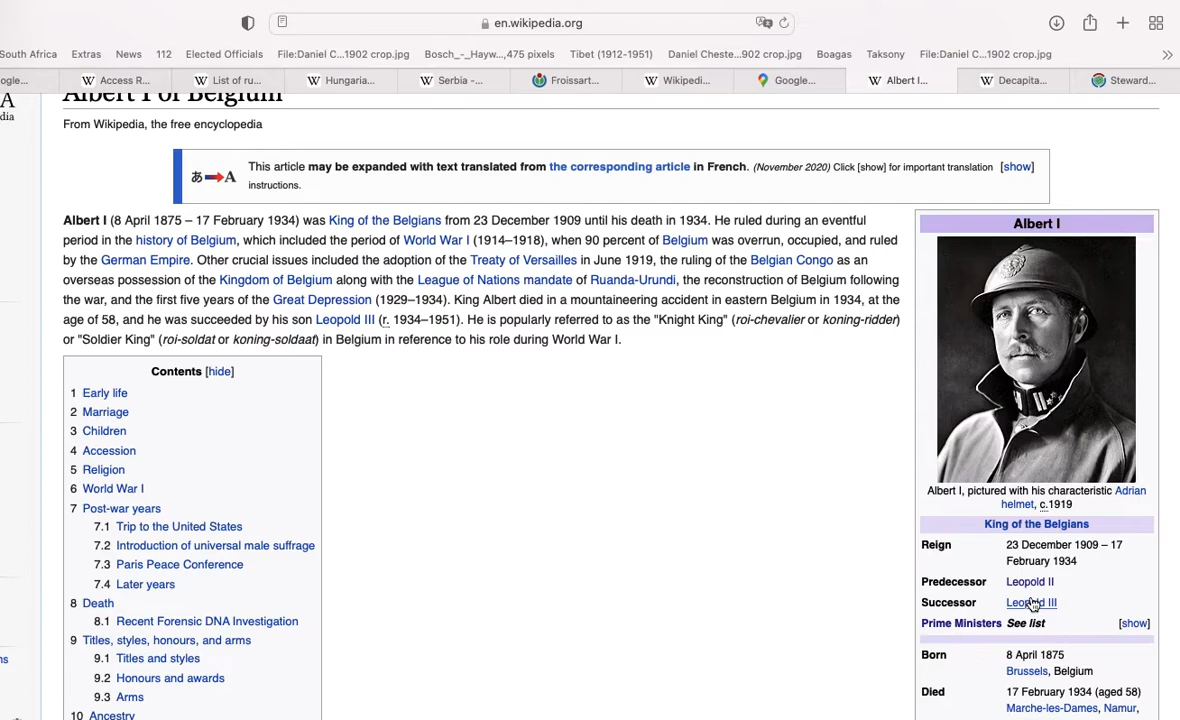 en.wikipedia.org
South Africa Extras News 112 Elected Officials File:Daniel C...1902 crop.jpg Bosch_-_Hayw...,475 pixels Tibet (1912-1951) Daniel Cheste...902 crop.jpg Boagas Taksony File:Daniel C...1902 crop.jpg
ogle... Access R... List of ru... Hungaria... Serbia -... Froissart... Wikipedi... Google... Albert I... Decapita... Steward...
Albert I of Belgium
A
dia
From Wikipedia, the free encyclopedia
あ A This article may be expanded with text translated from the corresponding article in French. (November 2020) Click [show] for important translation [show]
instructions.
Albert I (8 April 1875 – 17 February 1934) was King of the Belgians from 23 December 1909 until his death in 1934. He ruled during an eventful
period in the history of Belgium, which included the period of World War I (1914–1918), when 90 percent of Belgium was overrun, occupied, and ruled
by the German Empire. Other crucial issues included the adoption of the Treaty of Versailles in June 1919, the ruling of the Belgian Congo as an
overseas possession of the Kingdom of Belgium along with the League of Nations mandate of Ruanda-Urundi, the reconstruction of Belgium following
the war, and the first five years of the Great Depression (1929–1934). King Albert died in a mountaineering accident in eastern Belgium in 1934, at the
age of 58, and he was succeeded by his son Leopold III (r. 1934–1951). He is popularly referred to as the "Knight King" (roi-chevalier or koning-ridder)
or "Soldier King" (roi-soldat or koning-soldaat) in Belgium in reference to his role during World War I.
Contents [hide]
1 Early life
2 Marriage
3 Children
4 Accession
5 Religion
6 World War I
7 Post-war years
7.1 Trip to the United States
7.2 Introduction of universal male suffrage
7.3 Paris Peace Conference
7.4 Later years
8 Death
8.1 Recent Forensic DNA Investigation
9 Titles, styles, honours, and arms
9.1 Titles and styles
9.2 Honours and awards
9.3 Arms
10 Ancestry
ns
Albert I
Albert I, pictured with his characteristic Adrian
helmet, c.1919
King of the Belgians
Reign 23 December 1909 – 17
February 1934
Predecessor Leopold II
Successor Leopold III
Prime Ministers See list [show]
Born 8 April 1875
Brussels, Belgium
Died 17 February 1934 (aged 58)
Marche-les-Dames, Namur,